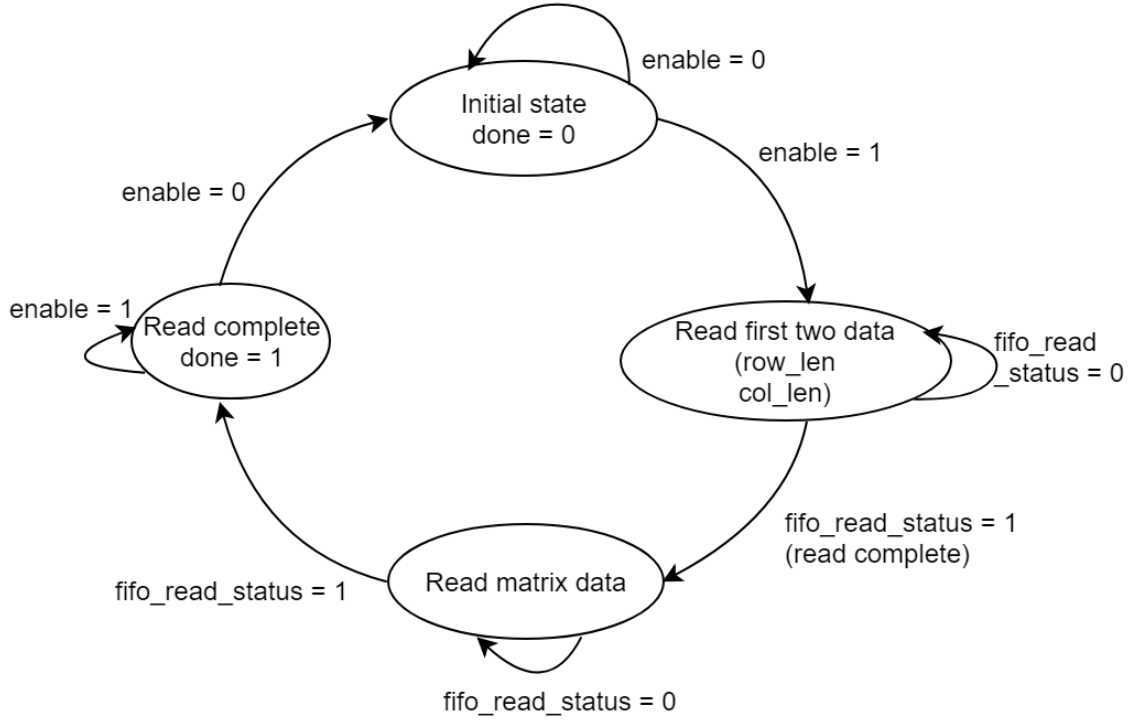 enable = 0
Initial state
done = 0
enable = 1
enable = 0
enable = 1
Read complete
done = 1
Read first two data
(row_len
col_len)
fifo_read
_status = 0
fifo_read_status = 1
(read complete)
Read matrix data
fifo_read_status = 1
fifo_read_status = 0